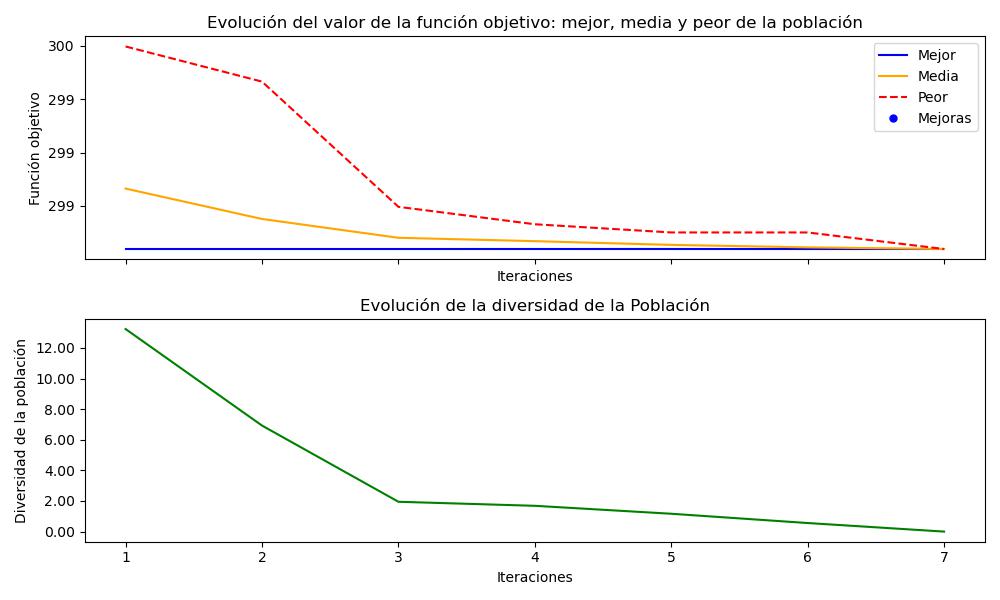 Evolución del valor de la función objetivo: mejor, media y peor de la población
300
299
299
299
Función objetivo
Mejor
Media
Peor
Mejoras
Iteraciones
Evolución de la diversidad de la Población
12.00
10.00
8.00
6.00
4.00
2.00
0.00
Diversidad de la población
1 2 3 4 5 6 7
Iteraciones